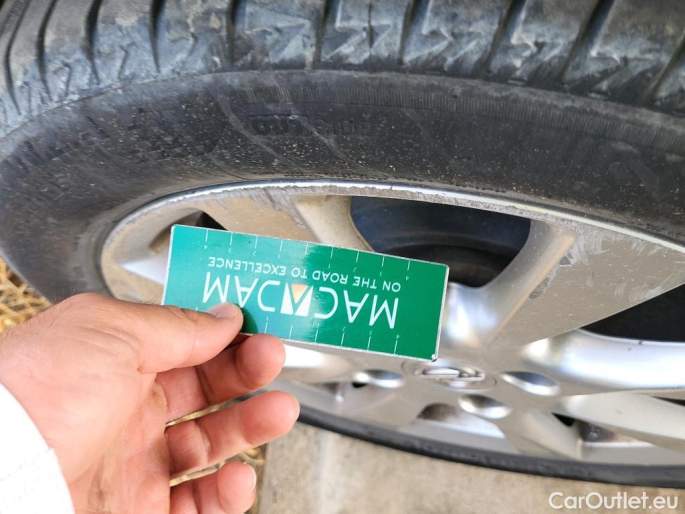 MACADAM
ON THE ROAD TO EXCELLENCE
CarOutlet.eu